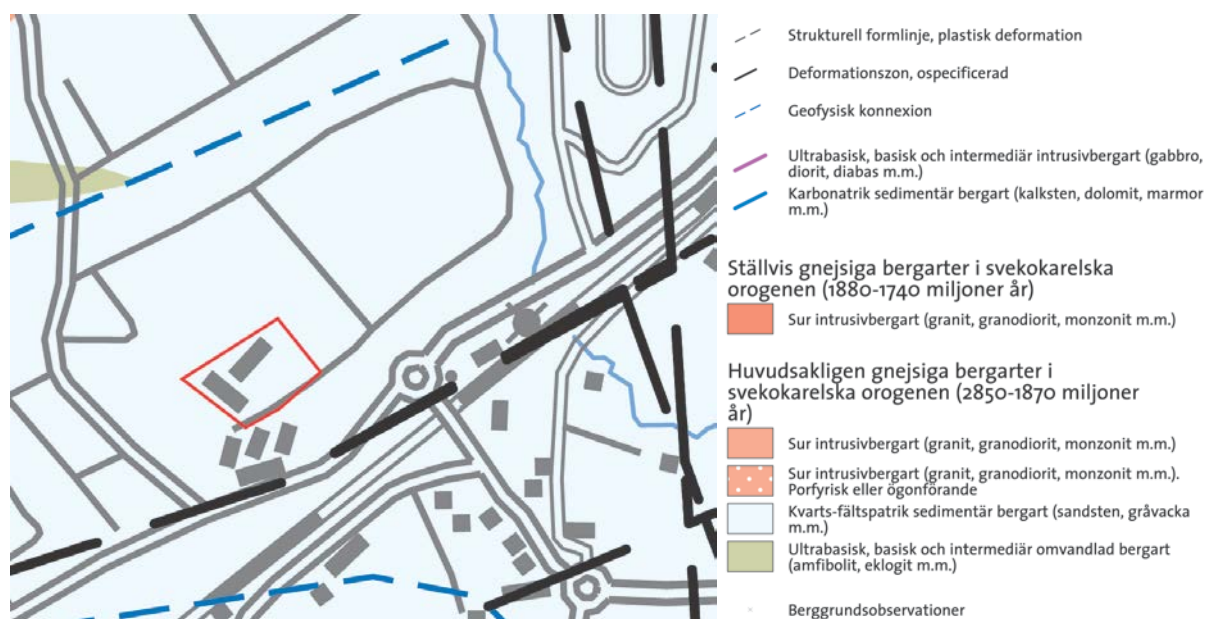 Strukturell formlinje, plastisk deformation
Deformationszon, ospecificerad
Geofysisk konnexion
Ultrabasisk, basisk och intermediär intrusivbergart (gabbro,
diorit, diabas m.m.)
Karbonatrik sedimentär bergart (kalksten, dolomit, marmor
m.m.)
Ställvis gnejsiga bergarter i svekokarelska
orogenen (1880-1740 miljoner år)
Sur intrusivbergart (granit, granodiorit, monzonit m.m.)
Huvudsakligen gnejsiga bergarter i
svekokarelska orogenen (2850-1870 miljoner
år)
Sur intrusivbergart (granit, granodiorit, monzonit m.m.)
Sur intrusivbergart (granit, granodiorit, monzonit m.m.).
Porfyrisk eller ögonförande
Kvarts-fältspatrik sedimentär bergart (sandsten, gråvacka
m.m.)
Ultrabasisk, basisk och intermediär omvandlad bergart
(amfibolit, eklogit m.m.)
Berggrundsobservationer